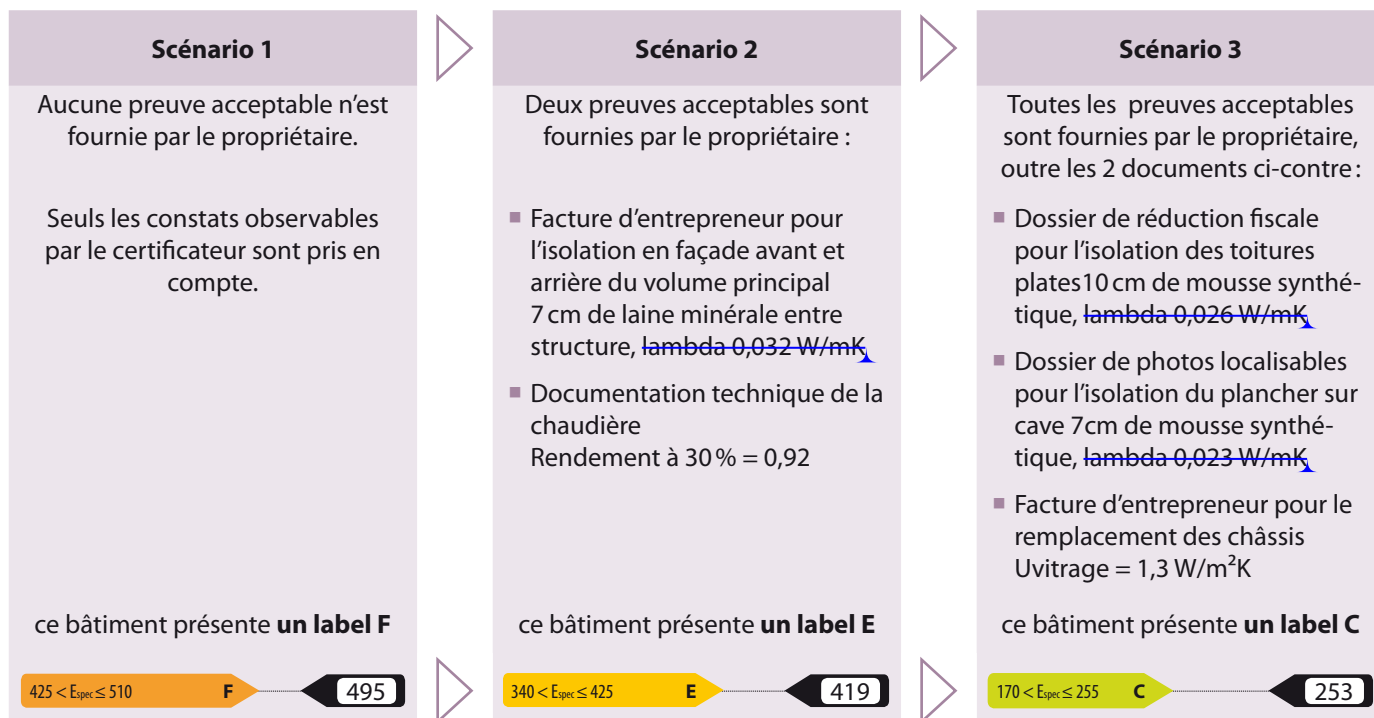 Scénario 1
Aucune preuve acceptable n’est
fournie par le propriétaire.
Seuls les constats observables
par le certificateur sont pris en
compte.
ce bâtiment présente un label F
425 < Espec ≤ 510 F 495
Scénario 2
Deux preuves acceptables sont
fournies par le propriétaire :
■ Facture d’entrepreneur pour
l’isolation en façade avant et
arrière du volume principal
7 cm de laine minérale entre
structure, lambda 0,032 W/mK
■ Documentation technique de la
chaudière
Rendement à 30 % = 0,92
ce bâtiment présente un label E
340 < Espec ≤ 425 E 419
Scénario 3
Toutes les preuves acceptables
sont fournies par le propriétaire,
outre les 2 documents ci-contre :
■ Dossier de réduction fiscale
pour l’isolation des toitures
plates10 cm de mousse synthé-
tique, lambda 0,026 W/mK
■ Dossier de photos localisables
pour l’isolation du plancher sur
cave 7cm de mousse synthé-
tique, lambda 0,023 W/mK
■ Facture d’entrepreneur pour le
remplacement des châssis
Uvitrage = 1,3 W/m²K
ce bâtiment présente un label C
170 < Espec ≤ 255 C 253